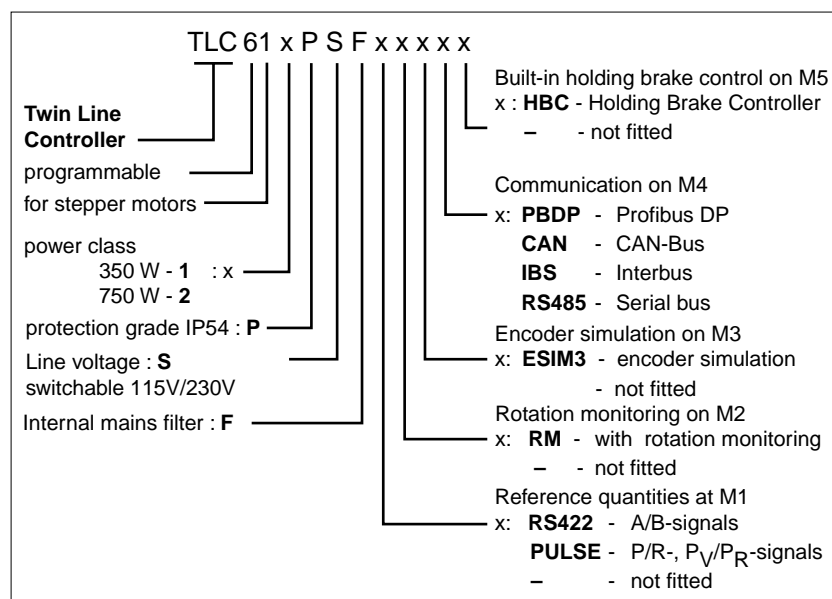 TLC 61 x P S F x x x x x
Twin Line
Controller
programmable
for stepper motors
power class
350 W - 1 : x
750 W - 2
protection grade IP54 : P
Line voltage : S
switchable 115V/230V
Internal mains filter : F
Built-in holding brake control on M5
x : HBC - Holding Brake Controller
– - not fitted
Communication on M4
x: PBDP - Profibus DP
CAN - CAN-Bus
IBS - Interbus
RS485 - Serial bus
Encoder simulation on M3
x: ESIM3 - encoder simulation
- not fitted
Rotation monitoring on M2
x: RM - with rotation monitoring
– - not fitted
Reference quantities at M1
x: RS422 - A/B-signals
PULSE - P/R-, PV/PR-signals
– - not fitted